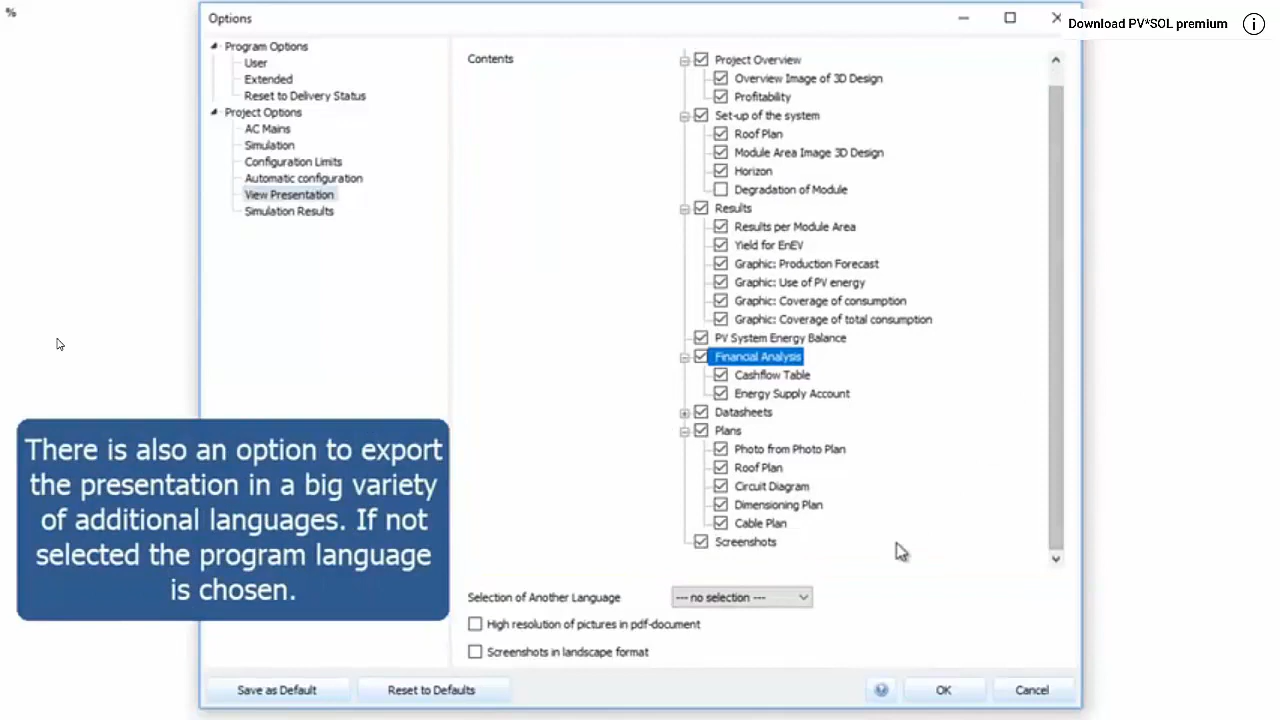 %
Options
Download PV*SOL premium
Program Options
User
Extended
Reset to Delivery Status
Project Options
AC Mains
Simulation
Configuration Limits
Automatic configuration
View Presentation
Simulation Results
Contents
Project Overview
Overview Image of 3D Design
Profitability
Set-up of the system
Roof Plan
Module Area Image 3D Design
Horizon
Degradation of Module
Results
Results per Module Area
Yield for EnEV
Graphic: Production Forecast
Graphic: Use of PV energy
Graphic: Coverage of consumption
Graphic: Coverage of total consumption
PV System Energy Balance
Financial Analysis
Cashflow Table
Energy Supply Account
Datasheets
Plans
Photo from Photo Plan
Roof Plan
Circuit Diagram
Dimensioning Plan
Cable Plan
Screenshots
There is also an option to export
the presentation in a big variety
of additional languages. If not
selected the program language
is chosen.
Selection of Another Language
--- no selection ---
High resolution of pictures in pdf-document
Screenshots in landscape format
Save as Default
Reset to Defaults
OK
Cancel